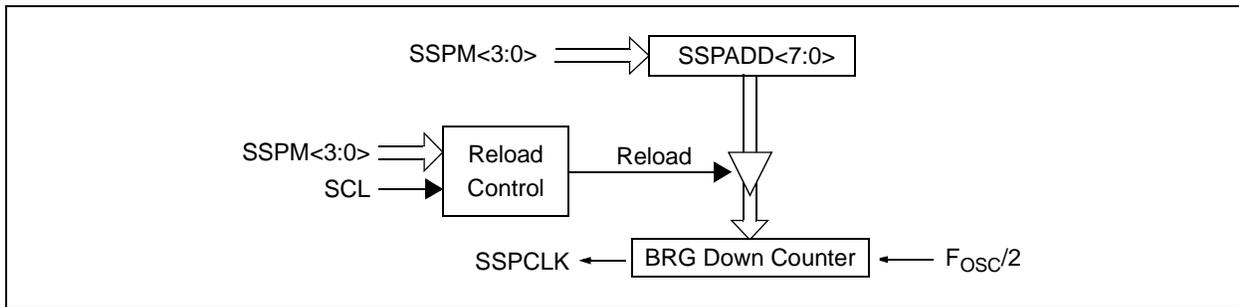 SSPM<3:0>
SSPADD<7:0>
SSPM<3:0>
SCL
Reload
Control
Reload
SSPCLK
BRG Down Counter
FOSC/2